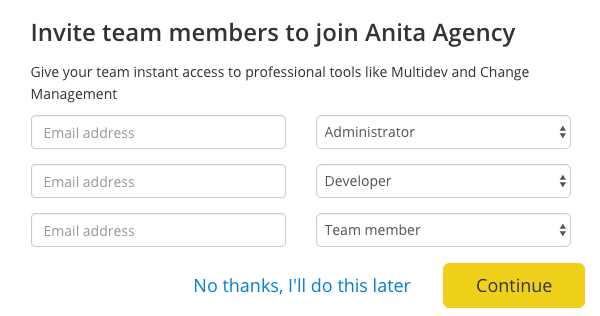 Invite team members to join Anita Agency
Give your team instant access to professional tools like Multidev and Change
Management
Email address
Administrator
Email address
Developer
Email address
Team member
No thanks, I'll do this later
Continue